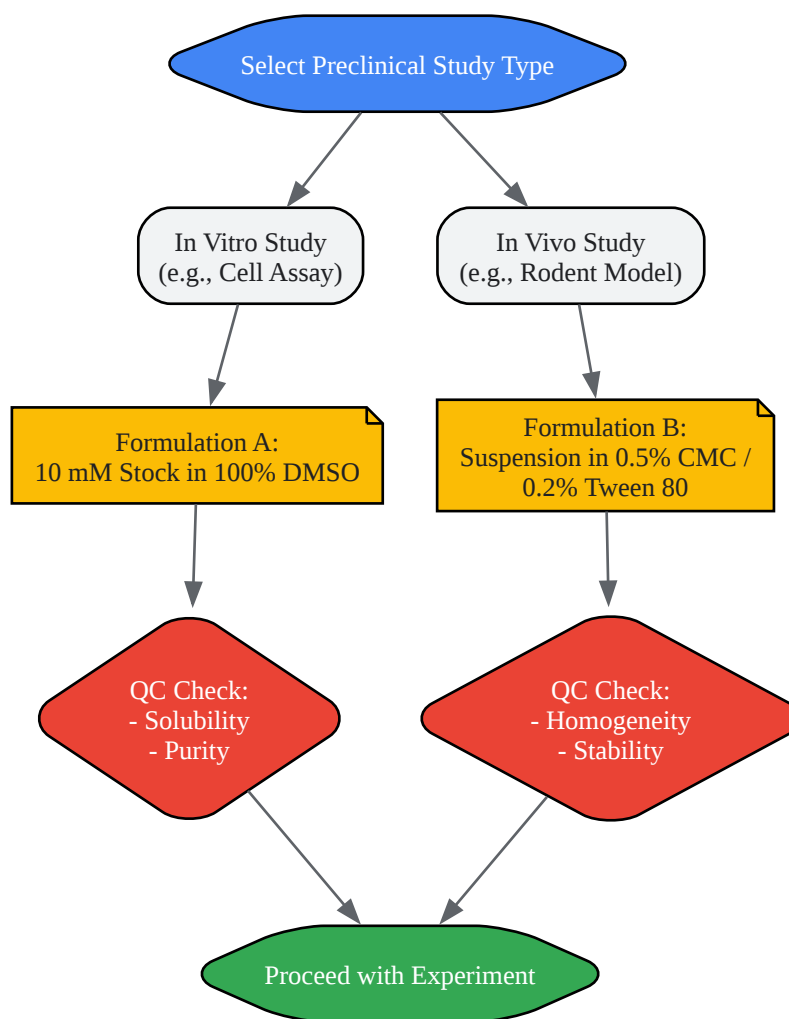 Select Preclinical Study Type
In Vitro Study
(e.g., Cell Assay)
In Vivo Study
(e.g., Rodent Model)
Formulation A:
10 mM Stock in 100% DMSO
Formulation B:
Suspension in 0.5% CMC /
0.2% Tween 80
QC Check:
- Solubility
- Purity
QC Check:
- Homogeneity
- Stability
Proceed with Experiment